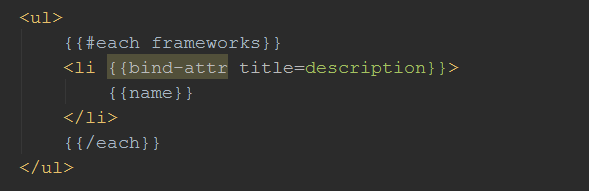 <ul>
    {{#each frameworks}}
    <li {{bind-attr title=description}}>
        {{name}}
    </li>
    {{/each}}
</ul>